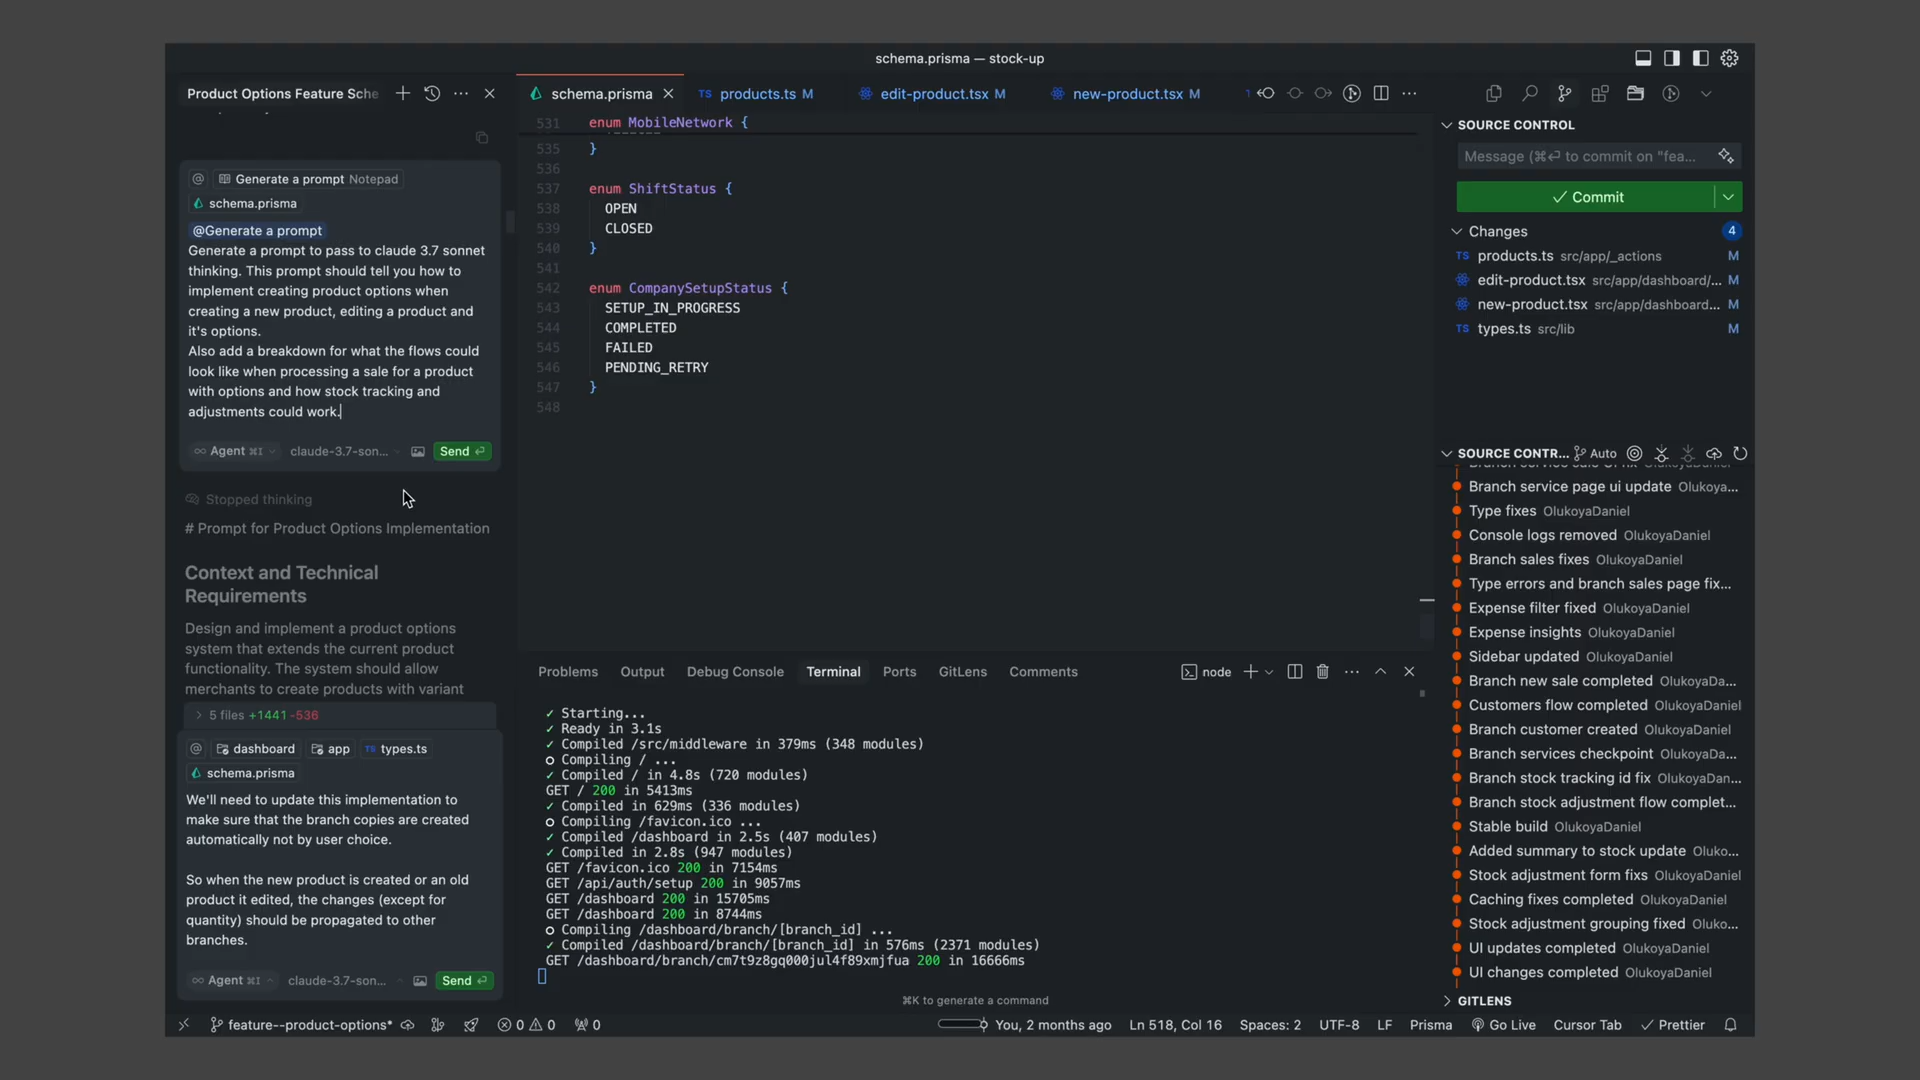 schema.prisma — stock-up
Product Options Feature Sche
@ Generate a prompt Notepad
schema.prisma
@Generate a prompt
Generate a prompt to pass to claude 3.7 sonnet
thinking. This prompt should tell you how to
implement creating product options when
creating a new product, editing a product and
it's options.
Also add a breakdown for what the flows could
look like when processing a sale for a product
with options and how stock tracking and
adjustments could work.
∞ Agent ⌘I claude-3.7-son... Send ⏎
Stopped thinking
# Prompt for Product Options Implementation
Context and Technical
Requirements
Design and implement a product options
system that extends the current product
functionality. The system should allow
merchants to create products with variant
5 files +1441 -536
@ dashboard app TS types.ts
schema.prisma
We'll need to update this implementation to
make sure that the branch copies are created
automatically not by user choice.
So when the new product is created or an old
product it edited, the changes (except for
quantity) should be propagated to other
branches.
∞ Agent ⌘I claude-3.7-son... Send ⏎
schema.prisma TS products.ts M edit-product.tsx M new-product.tsx M
531 enum MobileNetwork {
535 }
536
537 enum ShiftStatus {
538 OPEN
539 CLOSED
540 }
541
542 enum CompanySetupStatus {
543 SETUP_IN_PROGRESS
544 COMPLETED
545 FAILED
546 PENDING_RETRY
547 }
548
Problems Output Debug Console Terminal Ports GitLens Comments node
✓ Starting...
✓ Ready in 3.1s
✓ Compiled /src/middleware in 379ms (348 modules)
○ Compiling / ...
✓ Compiled / in 4.8s (720 modules)
GET / 200 in 5413ms
✓ Compiled in 629ms (336 modules)
○ Compiling /favicon.ico ...
✓ Compiled /dashboard in 2.5s (407 modules)
✓ Compiled in 2.8s (947 modules)
GET /favicon.ico 200 in 7154ms
GET /api/auth/setup 200 in 9057ms
GET /dashboard 200 in 15705ms
GET /dashboard 200 in 8744ms
○ Compiling /dashboard/branch/[branch_id] ...
✓ Compiled /dashboard/branch/[branch_id] in 576ms (2371 modules)
GET /dashboard/branch/cm7t9z8gq000jul4f89xmjfua 200 in 16666ms
⌘K to generate a command
SOURCE CONTROL
Message (⌘⏎ to commit on "fea...
✓ Commit
Changes 4
TS products.ts src/app/_actions M
edit-product.tsx src/app/dashboard/... M
new-product.tsx src/app/dashboard... M
TS types.ts src/lib M
SOURCE CONTR... Auto
Branch service page ui update Olukoya...
Type fixes OlukoyaDaniel
Console logs removed OlukoyaDaniel
Branch sales fixes OlukoyaDaniel
Type errors and branch sales page fix...
Expense filter fixed OlukoyaDaniel
Expense insights OlukoyaDaniel
Sidebar updated OlukoyaDaniel
Branch new sale completed OlukoyaDa...
Customers flow completed OlukoyaDaniel
Branch customer created OlukoyaDaniel
Branch services checkpoint OlukoyaDa...
Branch stock tracking id fix OlukoyaDan...
Branch stock adjustment flow complet...
Stable build OlukoyaDaniel
Added summary to stock update Oluko...
Stock adjustment form fixs OlukoyaDaniel
Caching fixes completed OlukoyaDaniel
Stock adjustment grouping fixed Oluko...
UI updates completed OlukoyaDaniel
UI changes completed OlukoyaDaniel
GITLENS
feature--product-options* 0 0 0 You, 2 months ago Ln 518, Col 16 Spaces: 2 UTF-8 LF Prisma Go Live Cursor Tab ✓ Prettier